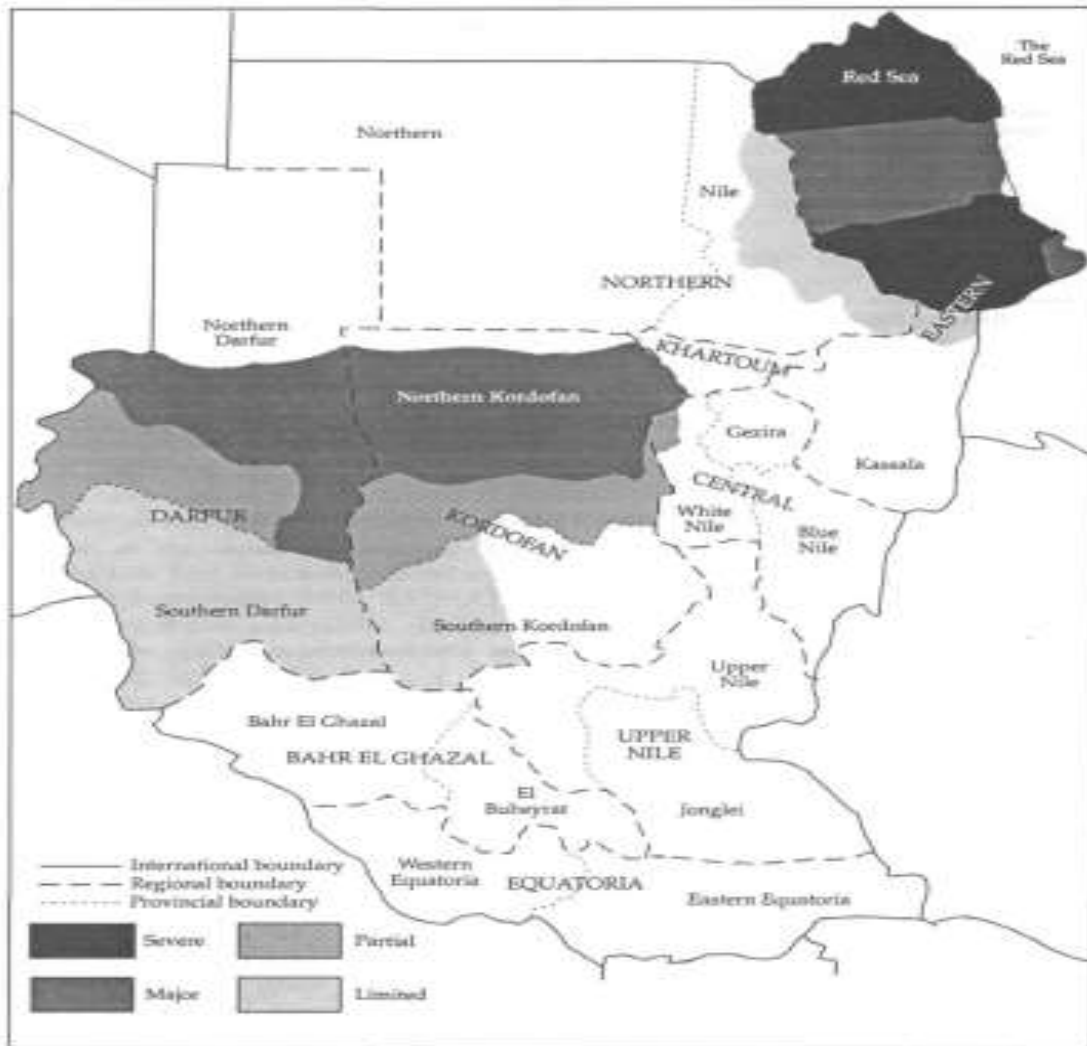 The
Red Sea
Red Sea
Northern
Nile
NORTHERN
EASTERN
Northern
Darfur
KHARTOUM
Northern Kordofan
Gezira
Kassala
CENTRAL
DARFUR
KORDOFAN
White
Nile
Blue
Nile
Southern Darfur
Southern Kordofan
Upper
Nile
Bahr El Ghazal
UPPER
NILE
BAHR EL GHAZAL
El
Buheyrat
Jonglei
Western
Equatoria
EQUATORIA
Eastern Equatoria
International boundary
Regional boundary
Provincial boundary
Severe
Partial
Major
Limited